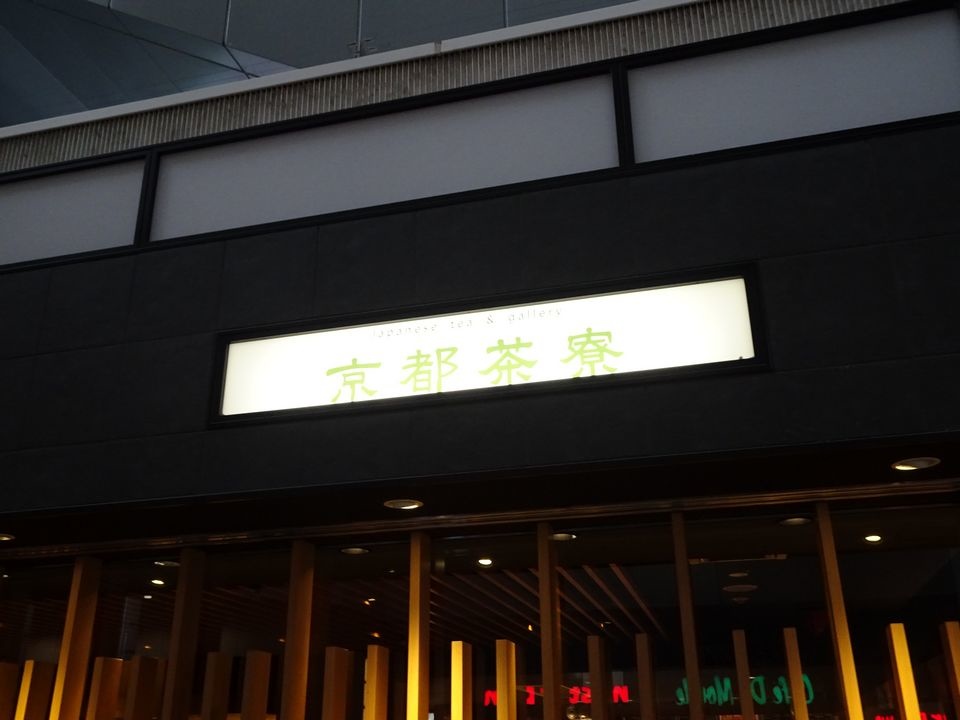 Japanese tea & gallery
京都茶寮